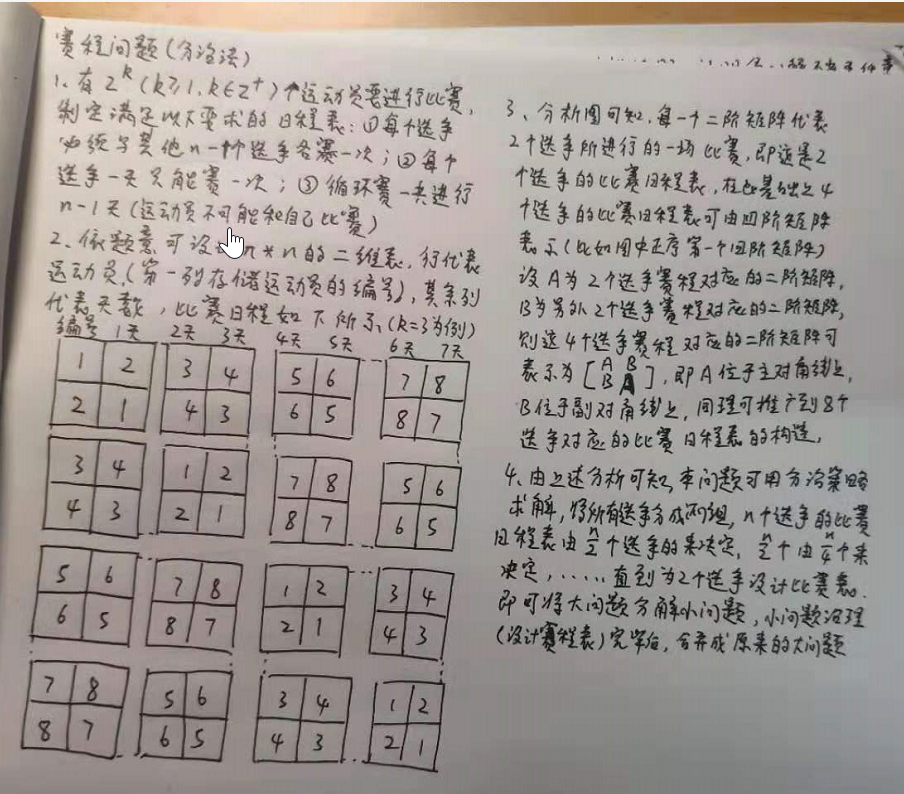 赛程问题(分治法)
1、有2^k(k≥1,k∈Z⁺)个运动员要进行比赛,
制定满足以下要求的日程表:①每个选手
必须与其他n-1个选手各赛一次;②每个
选手一天只能赛一次;③循环赛一共进行
n-1天(运动员不可能和自己比赛)
2、依题意可设 n*n的二维表,行代表
运动员,(第一列存储运动员的编号),其余列
代表天数,比赛日程如下所示(k=3为例)
编号 1天 2天 3天 4天 5天 6天 7天
1 2 3 4 5 6 7 8
2 1 4 3 6 5 8 7
3 4 1 2 7 8 5 6
4 3 2 1 8 7 6 5
5 6 7 8 1 2 3 4
6 5 8 7 2 1 4 3
7 8 5 6 3 4 1 2
8 7 6 5 4 3 2 1
3、分析图可知,每一个二阶矩阵代表
2个选手所进行的一场比赛,即这是2
个选手的比赛日程表,在此基础上4
个选手的比赛日程表可由四阶矩阵
表示(比如图中正序第一个四阶矩阵)
设A为2个选手赛程对应的二阶矩阵,
B为另外2个选手赛程对应的二阶矩阵,
则这4个选手赛程对应的二阶矩阵可
表示为[A B
B A],即A位于主对角线上,
B位于副对角线上,同理可推广到8个
选手对应的比赛日程表的构造,
4、由上述分析可知,本问题可用分治策略
求解,将所有选手分成两组,n个选手的比赛
日程表由n/2个选手的来决定,n/2个由n/4个来
决定,......直到为2个选手设计比赛表.
即可将大问题分解小问题,小问题治理
(设计赛程表)完毕后,合并成原来的大问题